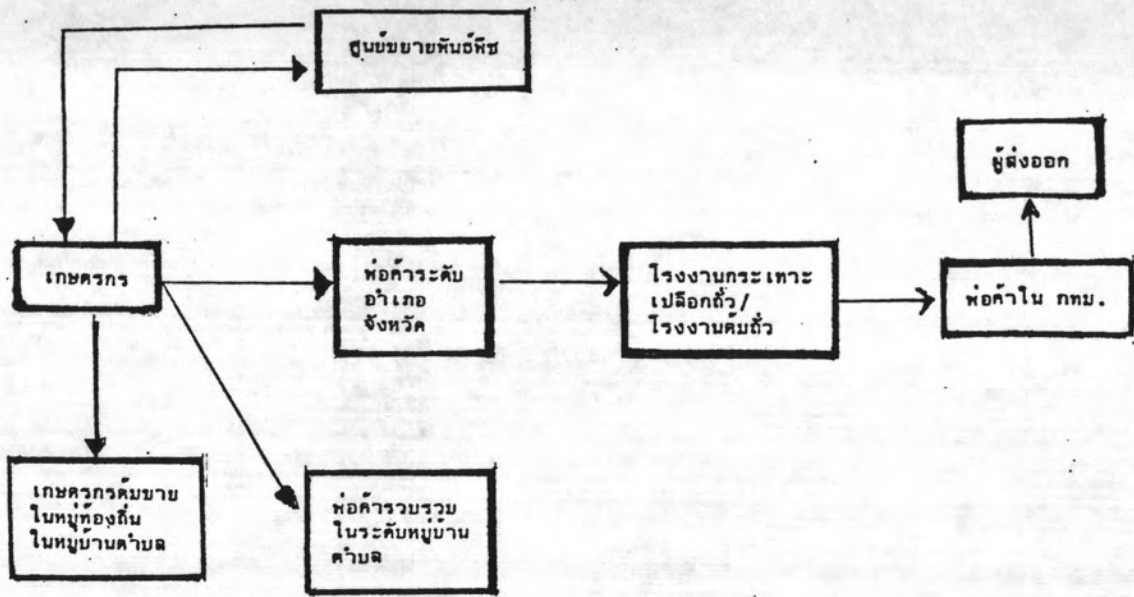 ศูนย์ขยายพันธ์พืช
ผู้ส่งออก
เกษตรกร
พ่อค้าระดับ
อำเภอ
จังหวัด
โรงงานกระเทาะ
เปลือกถั่ว/
โรงงานต้มถั่ว
พ่อค้าใน กทม.
เกษตรกรต้มขาย
ในหมู่ท้องถิ่น
ในหมู่บ้านตำบล
พ่อค้ารวบรวม
ในระดับหมู่บ้าน
ตำบล